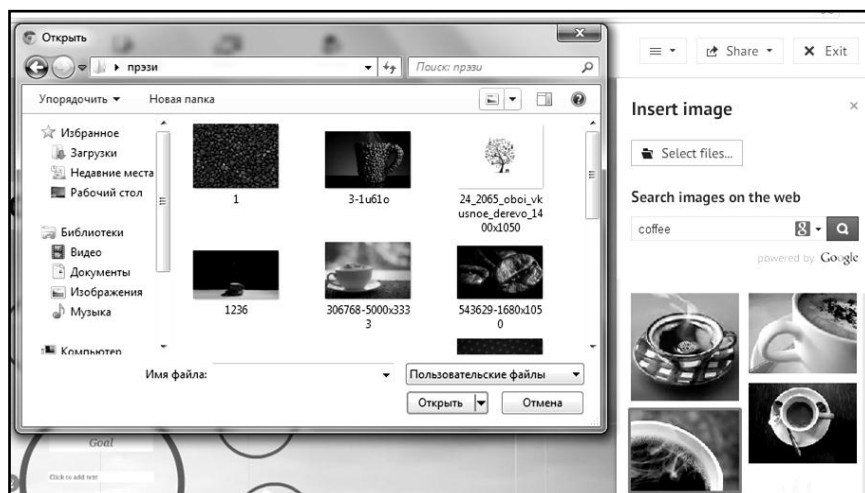 Открыть
прэзи
Поиск: прэзи
Упорядочить
Новая папка
Избранное
Загрузки
Недавние места
Рабочий стол
Библиотеки
Видео
Документы
Изображения
Музыка
Компьютер
1
3-1u61o
24_2065_oboi_vk
usnoe_derevo_14
00x1050
1236
306768-5000x333
3
543629-1680x105
0
Имя файла:
Пользовательские файлы
Открыть
Отмена
Share
Exit
Insert image
Select files...
Search images on the web
coffee
8
powered by Google
Goal
Click to add text